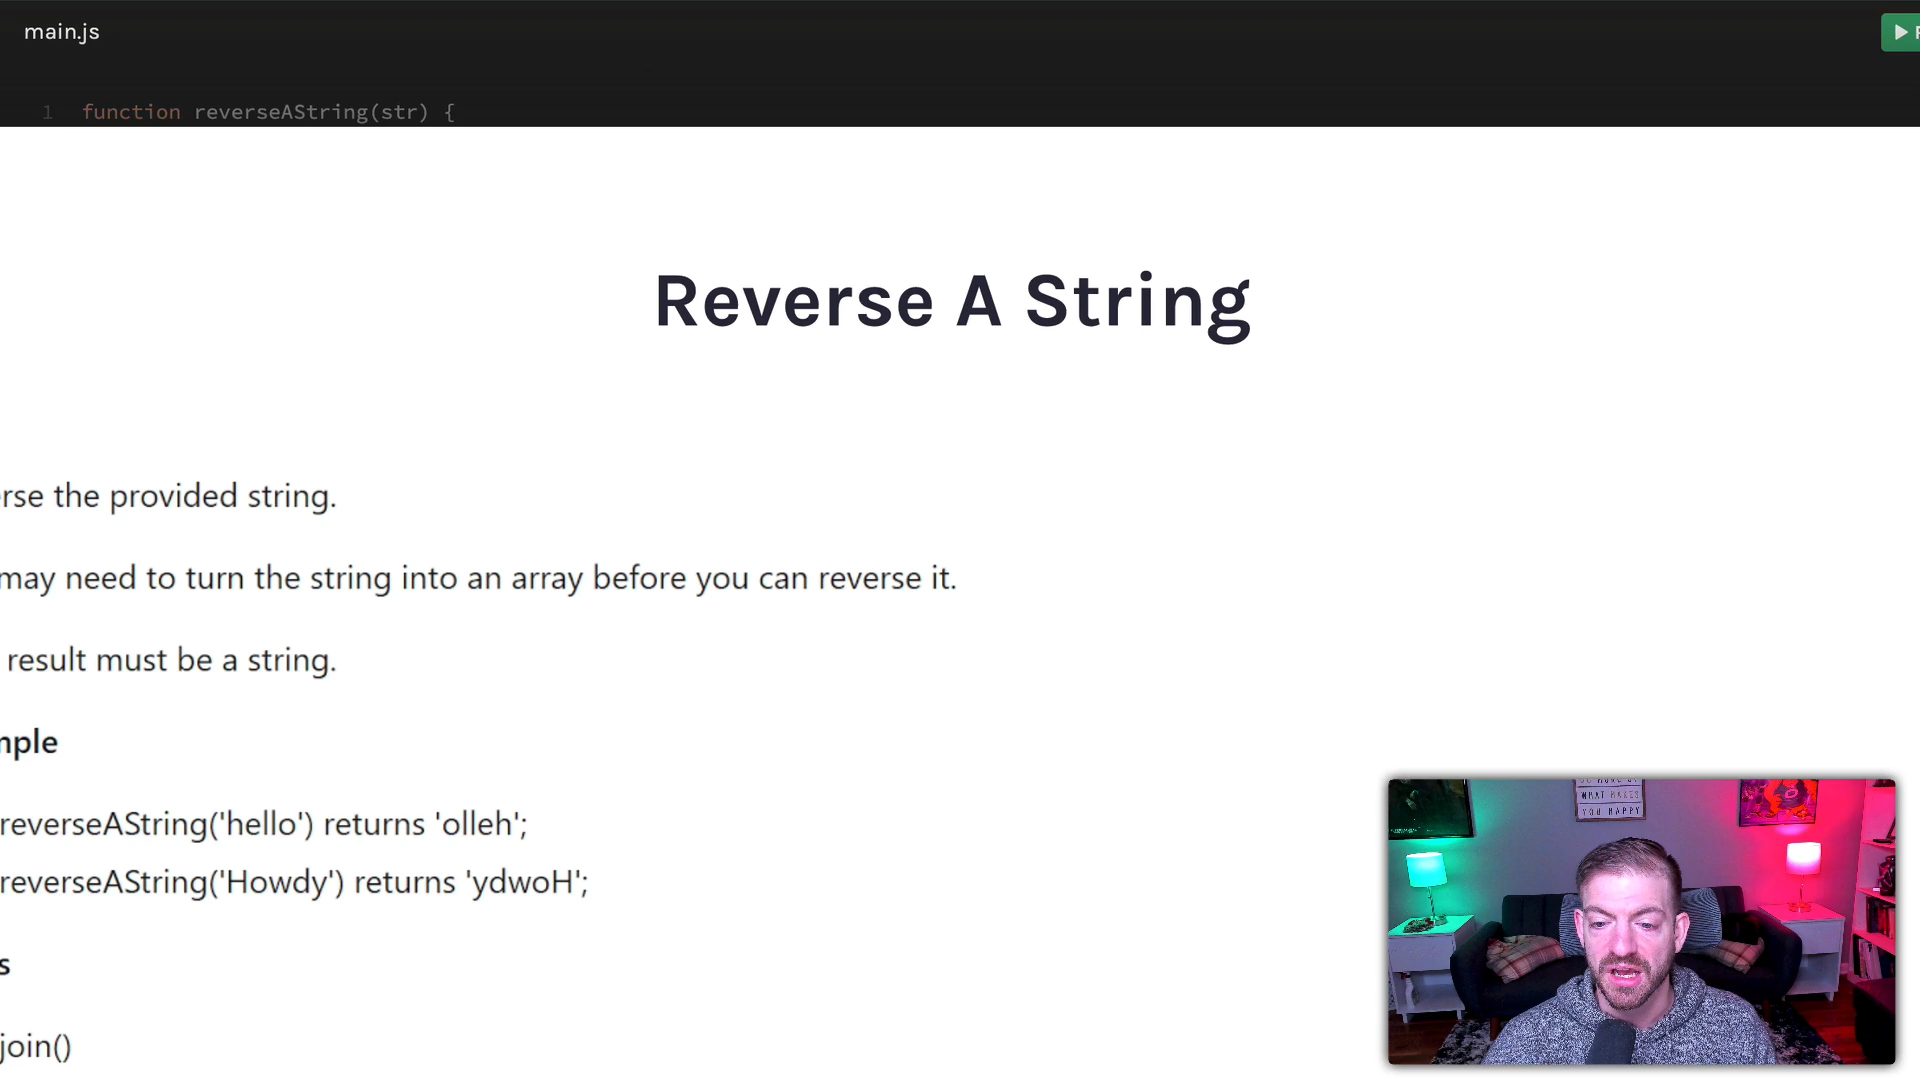 main.js
1 function reverseAString(str) {
Reverse A String
rse the provided string.
may need to turn the string into an array before you can reverse it.
result must be a string.
mple
reverseAString('hello') returns 'olleh';
reverseAString('Howdy') returns 'ydwoH';
s
join()
WHAT MAKES
YOU HAPPY